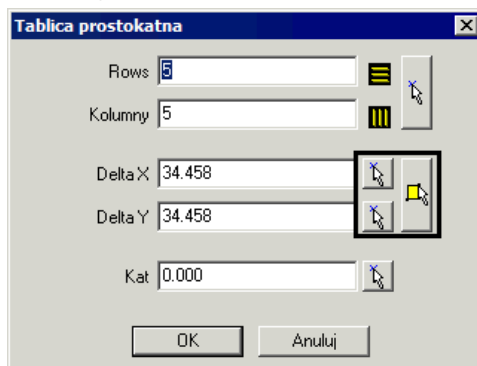 Tablica prostokatna
Rows 5
Kolumny 5
Delta X 34.458
Delta Y 34.458
Kat 0.000
OK Anuluj